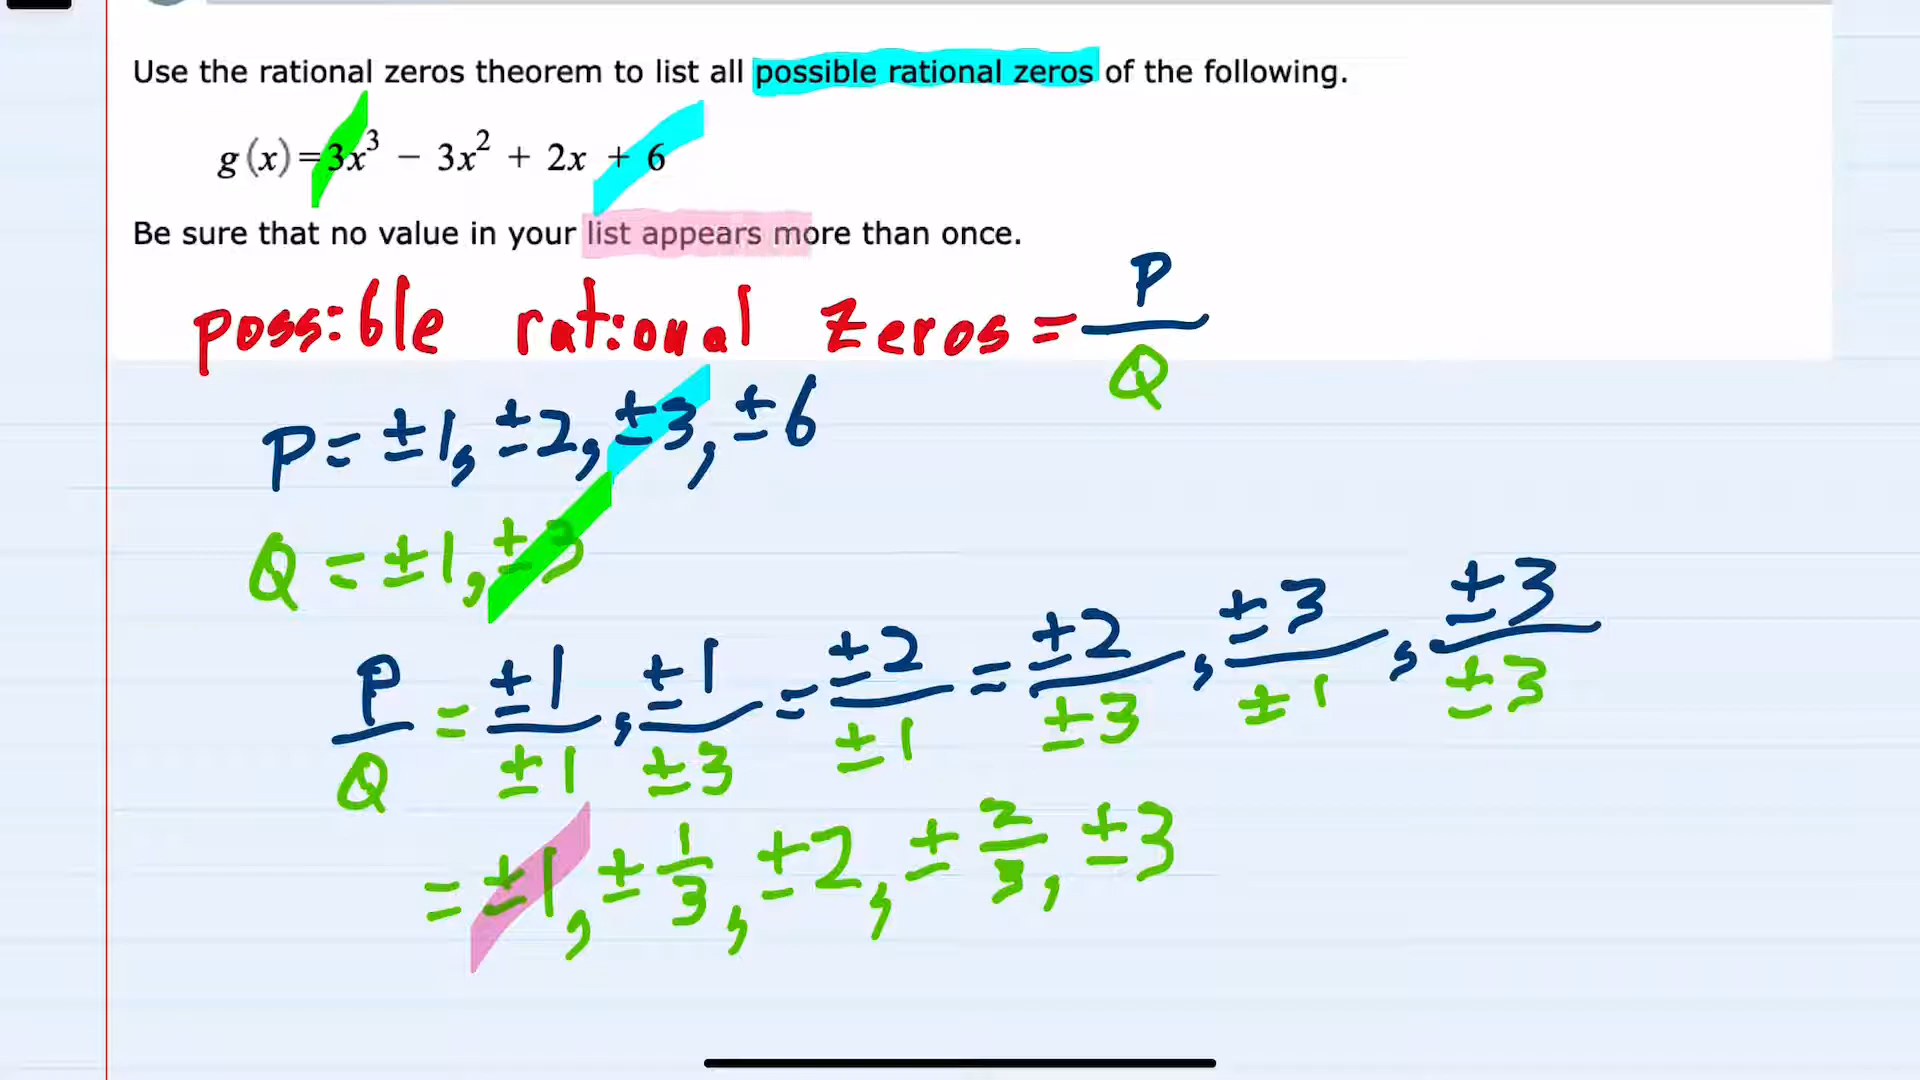 Use the rational zeros theorem to list all possible rational zeros of the following.
g(x)=3x³ − 3x² + 2x + 6
Be sure that no value in your list appears more than once.
possible rational zeros = P/Q
P = ±1, ±2, ±3, ±6
Q = ±1, ±3
P/Q = ±1/±1, ±1/±3 = ±2/±1 = ±2/±3, ±3/±1, ±3/±3
= ±1, ±1/3, ±2, ±2/3, ±3